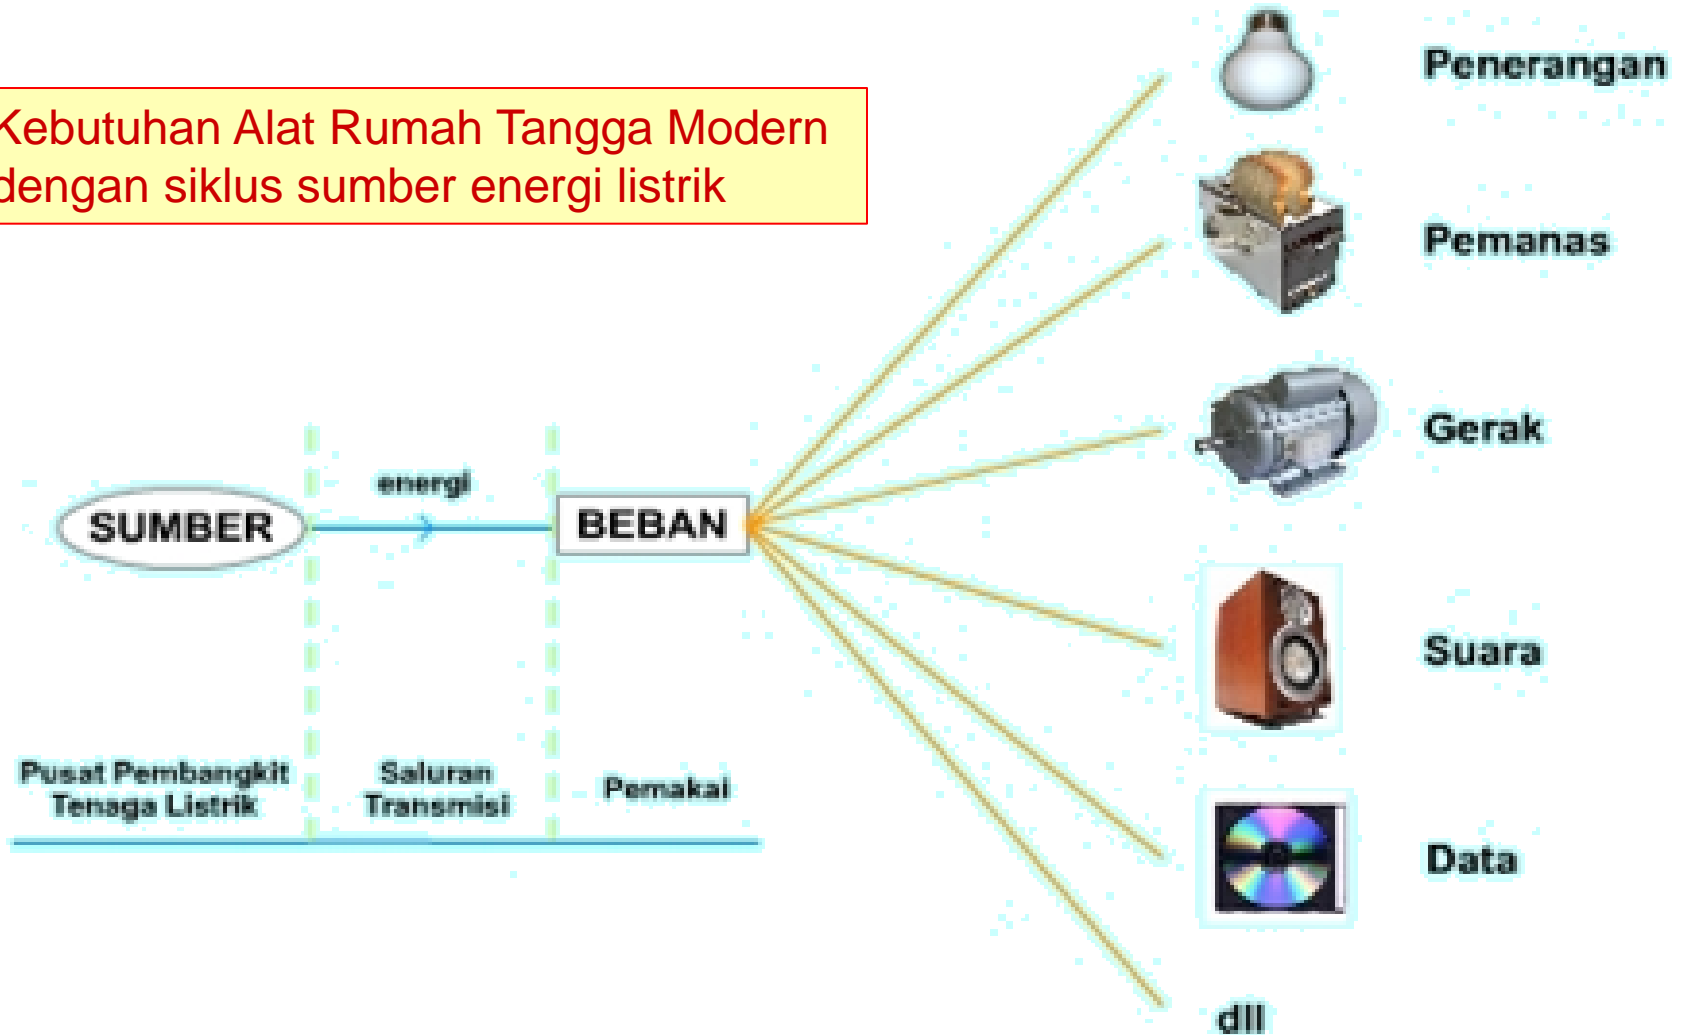 Kebutuhan Alat Rumah Tangga Modern
dengan siklus sumber energi listrik
Penerangan
Pemanas
Gerak
energi
SUMBER
BEBAN
Suara
Pusat Pembangkit
Tenaga Listrik
Saluran
Transmisi
Pemakai
Data
dll